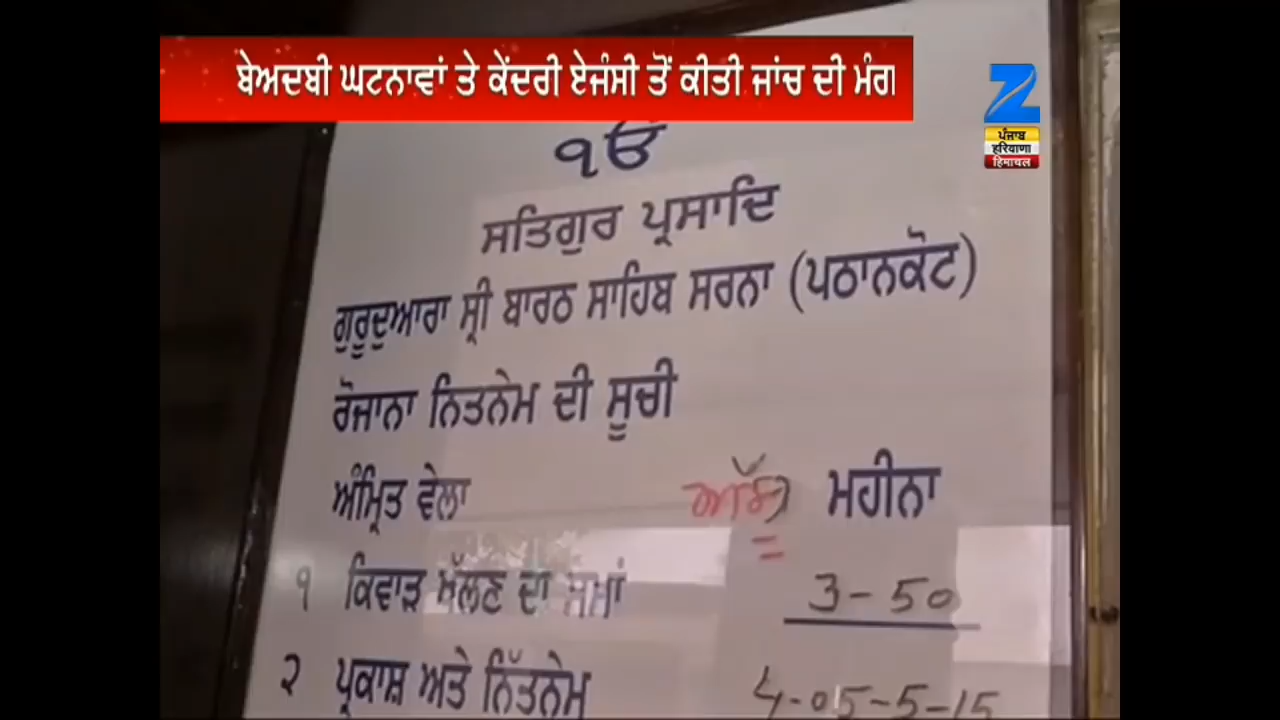 ਬੇਅਦਬੀ ਘਟਨਾਵਾਂ ਤੇ ਕੇਂਦਰੀ ਏਜੰਸੀ ਤੋਂ ਕੀਤੀ ਜਾਂਚ ਦੀ ਮੰਗ
Z
ਪੰਜਾਬ
ਹਰਿਆਣਾ
ਹਿਮਾਚਲ
ੴ
ਸਤਿਗੁਰ ਪ੍ਰਸਾਦਿ
ਗੁਰੂਦੁਆਰਾ ਸ੍ਰੀ ਬਾਰਠ ਸਾਹਿਬ ਸਰਨਾ (ਪਠਾਨਕੋਟ)
ਰੋਜਾਨਾ ਨਿਤਨੇਮ ਦੀ ਸੂਚੀ
ਅੰਮ੍ਰਿਤ ਵੇਲਾ ਮਹੀਨਾ
੧ ਕਿਵਾੜ ਖੁੱਲਣ ਦਾ ਸਮਾਂ 3-50
੨ ਪ੍ਰਕਾਸ਼ ਅਤੇ ਨਿੱਤਨੇਮ 4-05-5-15